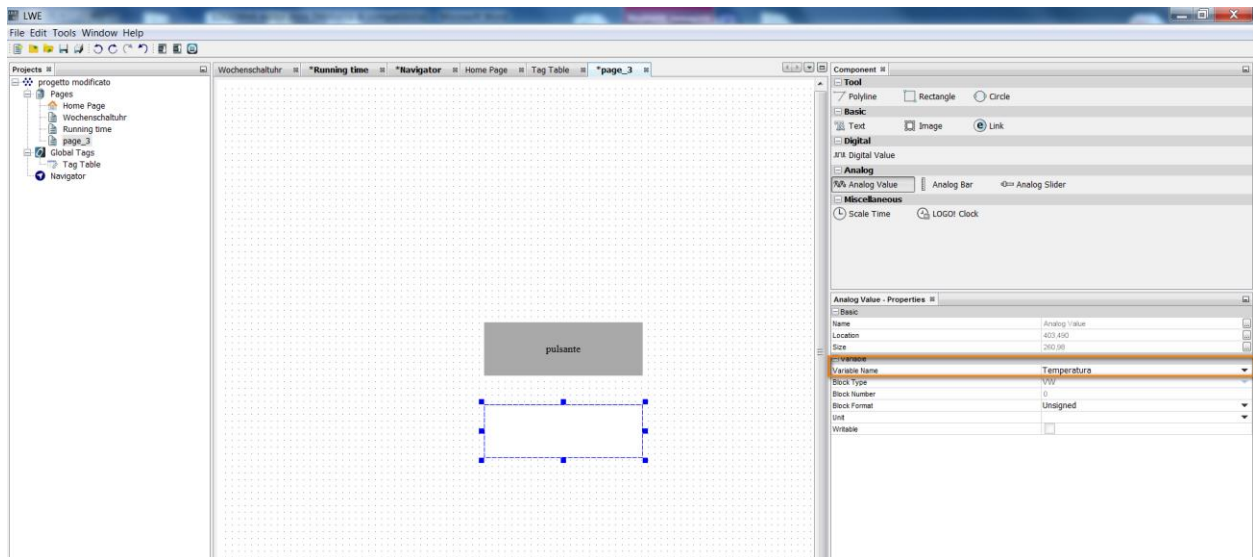 LWE
File Edit Tools Window Help
Projects
progetto modificato
Pages
Home Page
Wochenschaltuhr
Running time
page_3
Global Tags
Tag Table
Navigator
Wochenschaltuhr *Running time *Navigator Home Page Tag Table *page_3
pulsante
Component
Tool
Polyline Rectangle Circle
Basic
Text Image Link
Digital
Digital Value
Analog
Analog Value Analog Bar Analog Slider
Miscellaneous
Scale Time LOGO! Clock
Analog Value - Properties
Basic
Name Analog Value
Location 403,490
Size 260,98
Variable
Variable Name Temperatura
Block Type VW
Block Number 0
Block Format Unsigned
Unit
Writable